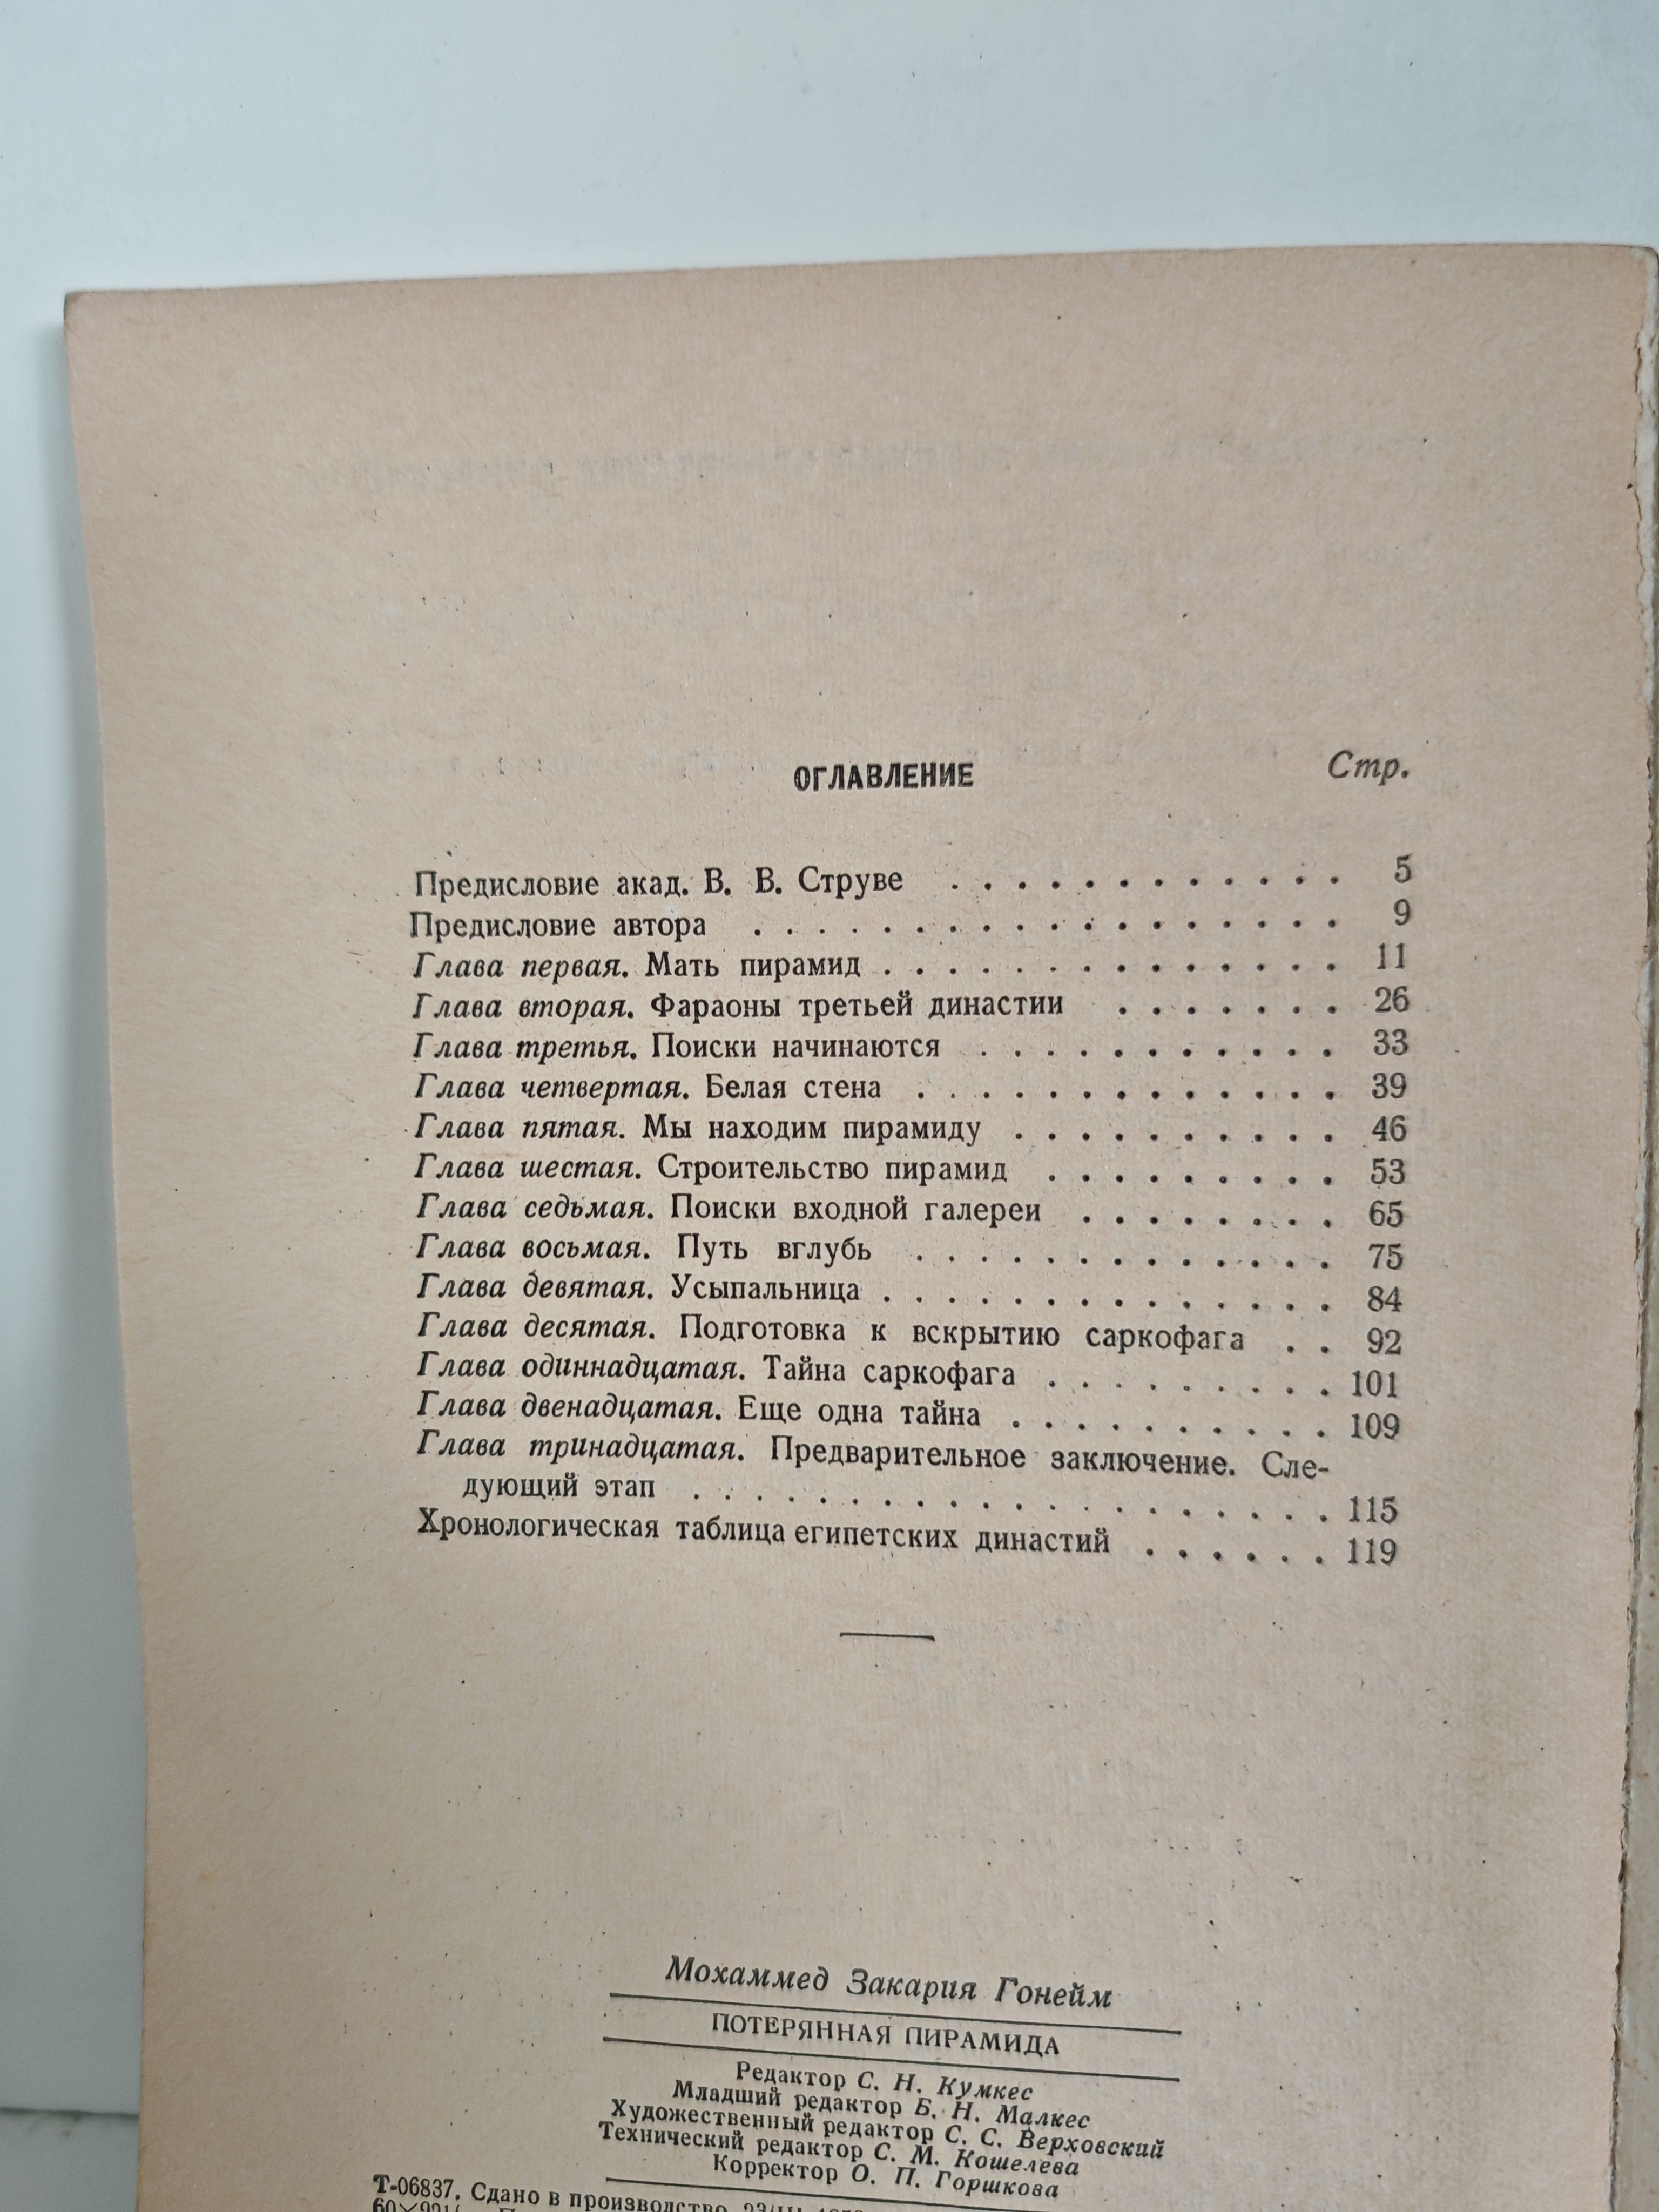 ОГЛАВЛЕНИЕ Стр.
Предисловие акад. В. В. Струве . . . . . . . . . . . . . 5
Предисловие автора . . . . . . . . . . . . . . . . . . . 9
Глава первая. Мать пирамид . . . . . . . . . . . . . . . 11
Глава вторая. Фараоны третьей династии . . . . . . . 26
Глава третья. Поиски начинаются . . . . . . . . . . . 33
Глава четвертая. Белая стена . . . . . . . . . . . . . 39
Глава пятая. Мы находим пирамиду . . . . . . . . . . 46
Глава шестая. Строительство пирамид . . . . . . . . . 53
Глава седьмая. Поиски входной галереи . . . . . . . . 65
Глава восьмая. Путь вглубь . . . . . . . . . . . . . 75
Глава девятая. Усыпальница . . . . . . . . . . . . . . 84
Глава десятая. Подготовка к вскрытию саркофага . . 92
Глава одиннадцатая. Тайна саркофага . . . . . . . . . 101
Глава двенадцатая. Еще одна тайна . . . . . . . . . . 109
Глава тринадцатая. Предварительное заключение. Сле-
дующий этап . . . . . . . . . . . . . . . . . . . . 115
Хронологическая таблица египетских династий . . . . . . 119
Мохаммед Закария Гонейм
ПОТЕРЯННАЯ ПИРАМИДА
Редактор С. Н. Кумкес
Младший редактор Б. Н. Малкес
Художественный редактор С. С. Верховский
Технический редактор С. М. Кошелева
Корректор О. П. Горшкова
Т-06837. Сдано в производство